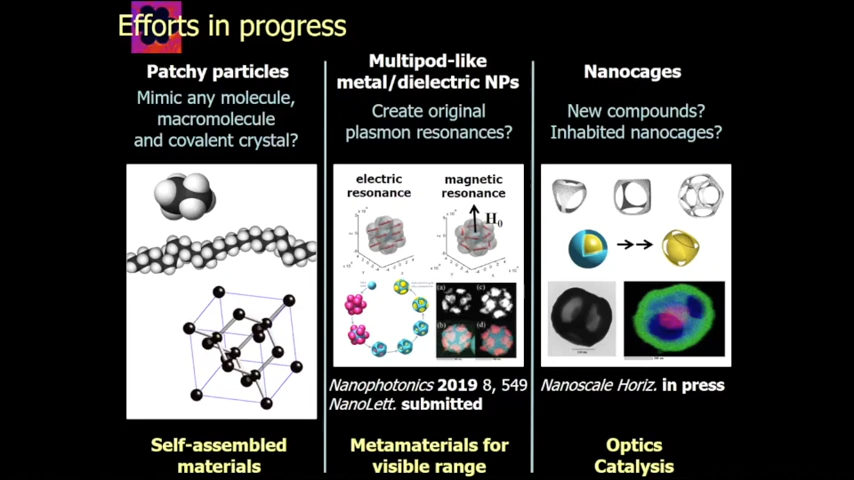 Efforts in progress
Patchy particles
Mimic any molecule,
macromolecule
and covalent crystal?
Self-assembled
materials
Multipod-like
metal/dielectric NPs
Create original
plasmon resonances?
electric
resonance
magnetic
resonance
H0
(a)
(c)
(b)
(d)
Nanophotonics 2019 8, 549
NanoLett. submitted
Metamaterials for
visible range
Nanocages
New compounds?
Inhabited nanocages?
Nanoscale Horiz. in press
Optics
Catalysis